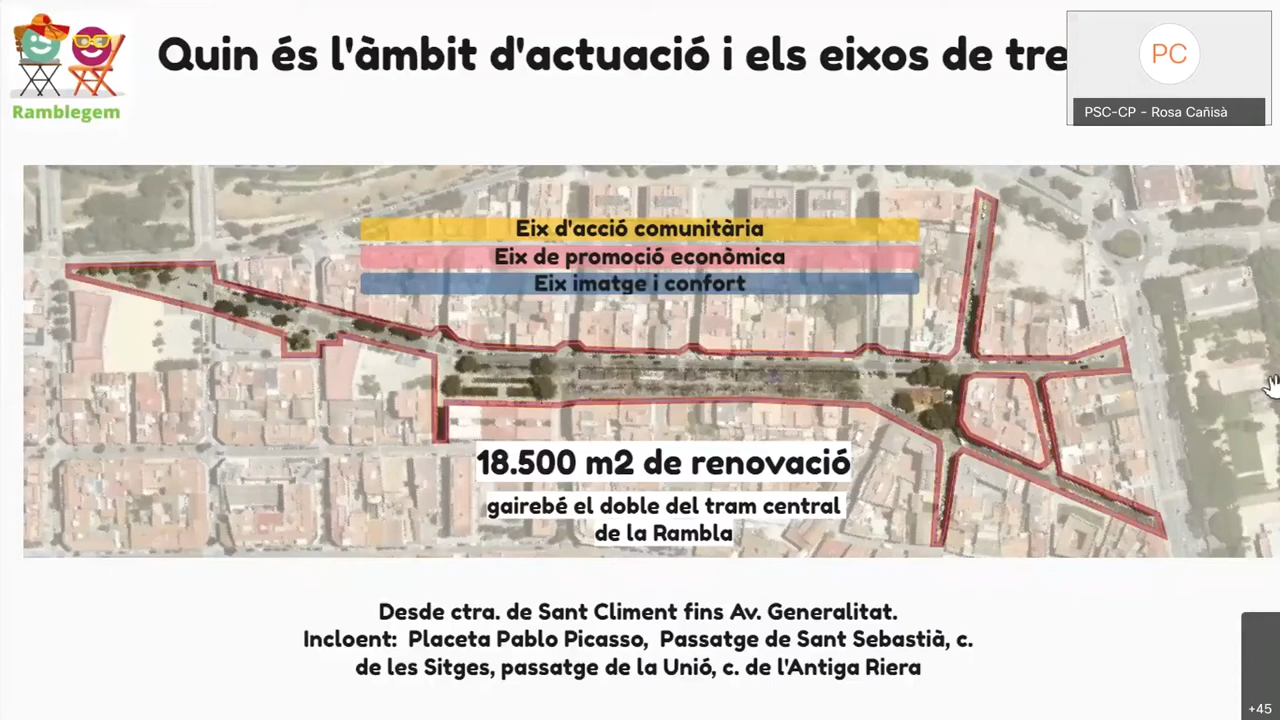 Quin és l'àmbit d'actuació i els eixos de tre
PC
PSC-CP - Rosa Cañisà
Ramblegem
Eix d'acció comunitària
Eix de promoció econòmica
Eix imatge i confort
18.500 m2 de renovació
gairebé el doble del tram central
de la Rambla
Desde ctra. de Sant Climent fins Av. Generalitat.
Incloent: Placeta Pablo Picasso, Passatge de Sant Sebastià, c.
de les Sitges, passatge de la Unió, c. de l'Antiga Riera
+45